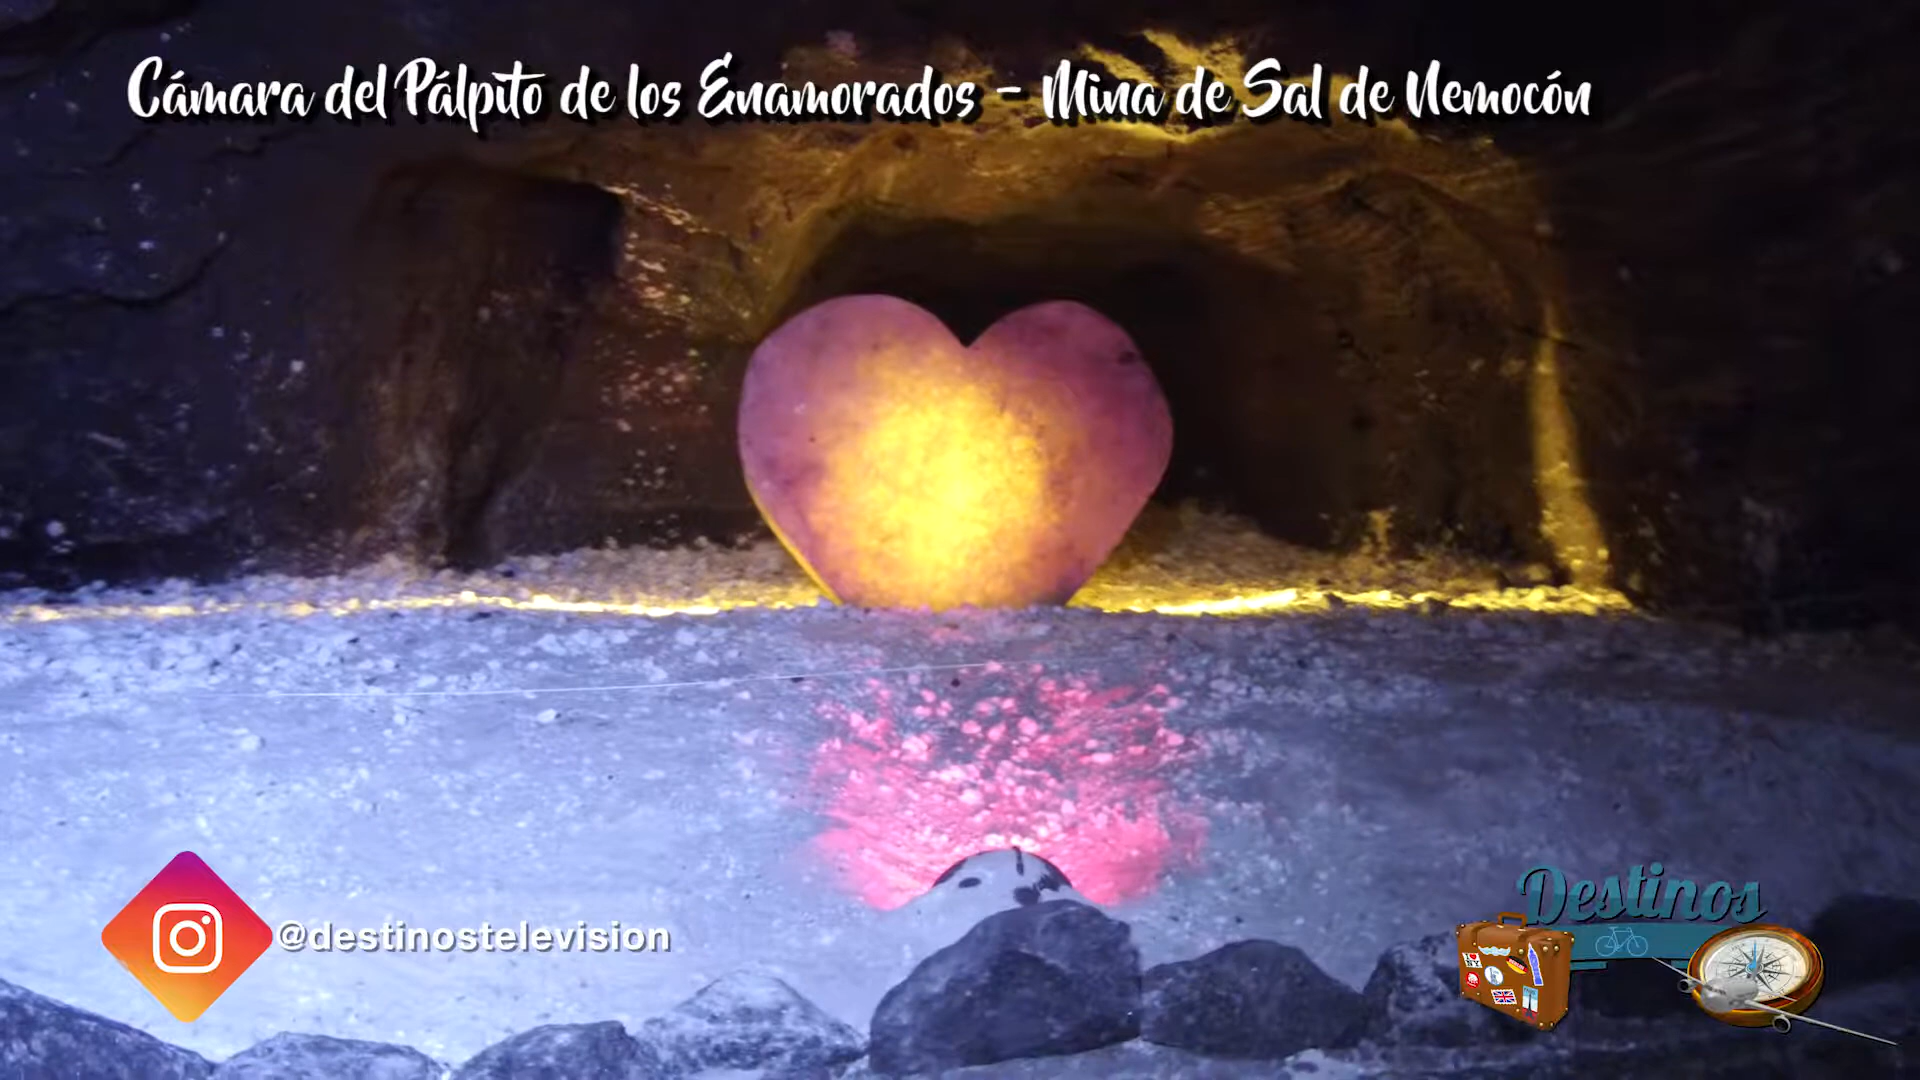 Cámara del Pálpito de los Enamorados - Mina de Sal de Nemocón
@destinostelevision
Destinos